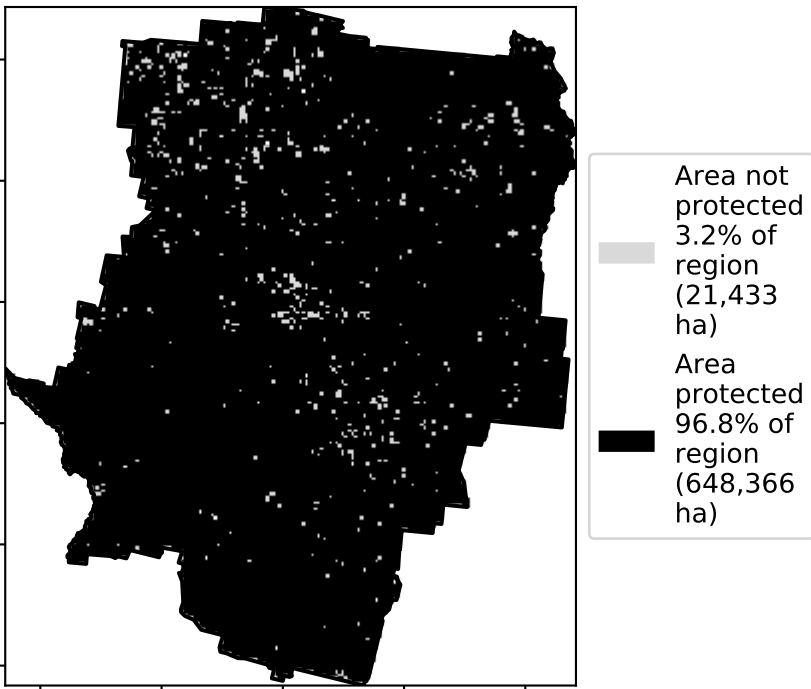 Area not
protected
3.2% of
region
(21,433
ha)
Area
protected
96.8% of
region
(648,366
ha)